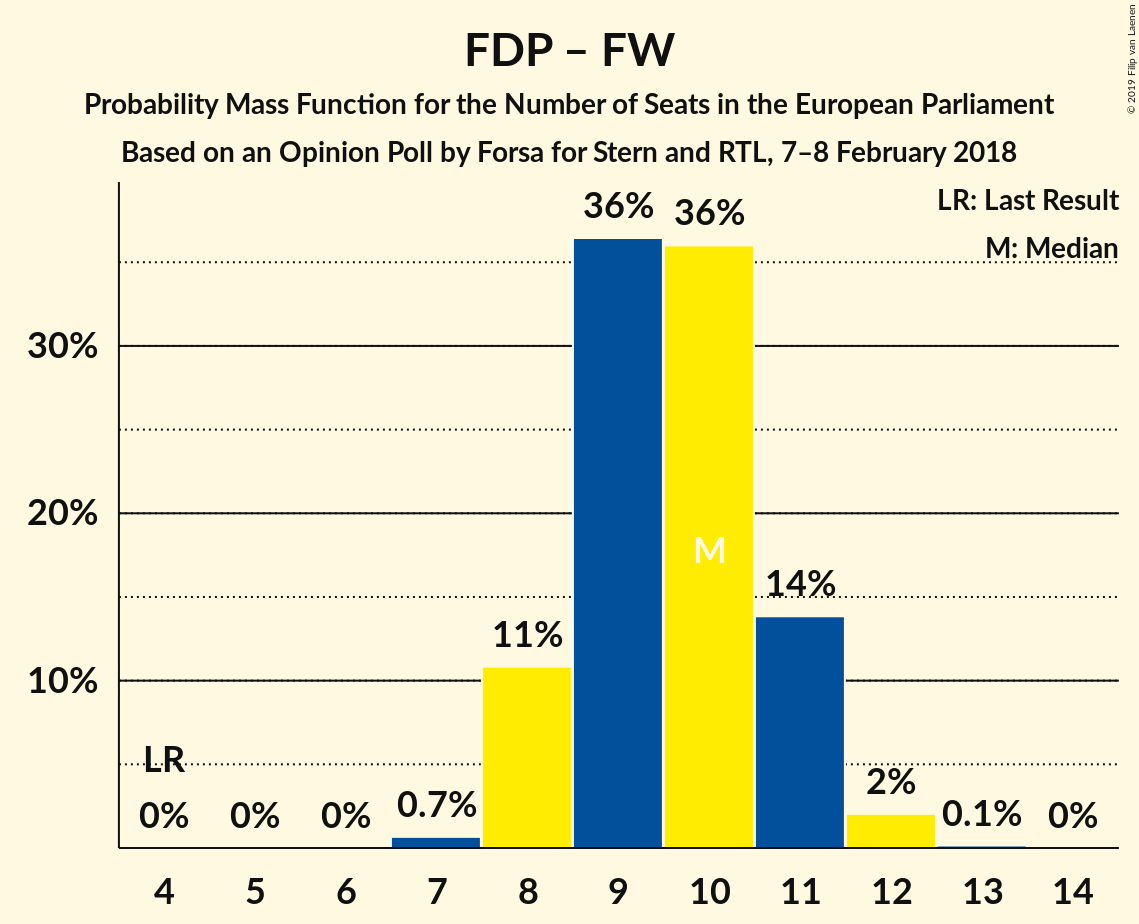 FDP – FW
Probability Mass Function for the Number of Seats in the European Parliament
Based on an Opinion Poll by Forsa for Stern and RTL, 7–8 February 2018
© 2019 Filip van Laenen
LR: Last Result
M: Median
36%
36%
30%
20%
M
14%
11%
10%
LR
2%
0%
0%
0%
0.7%
0.1%
0%
4 5 6 7 8 9 10 11 12 13 14